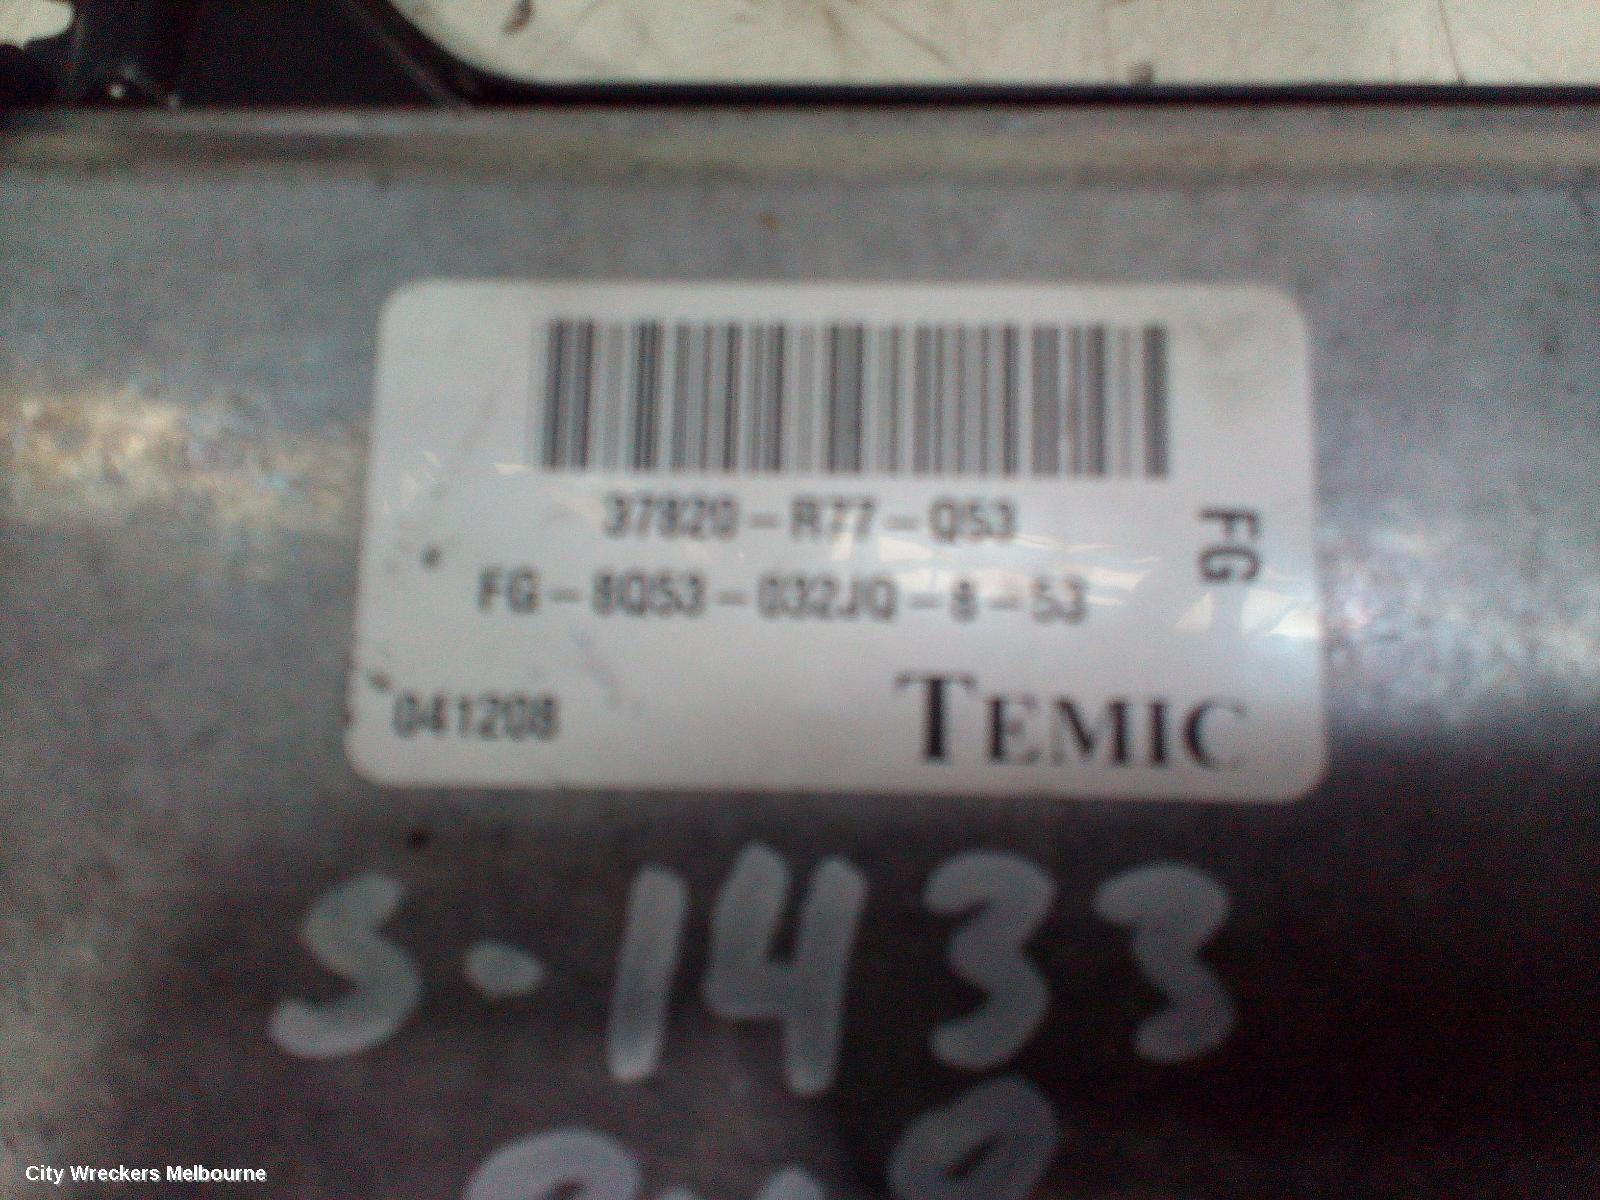 37820-R77-Q53
FG
FG-8Q53-032JQ-8-53
041208
TEMIC
S-1433
City Wreckers Melbourne